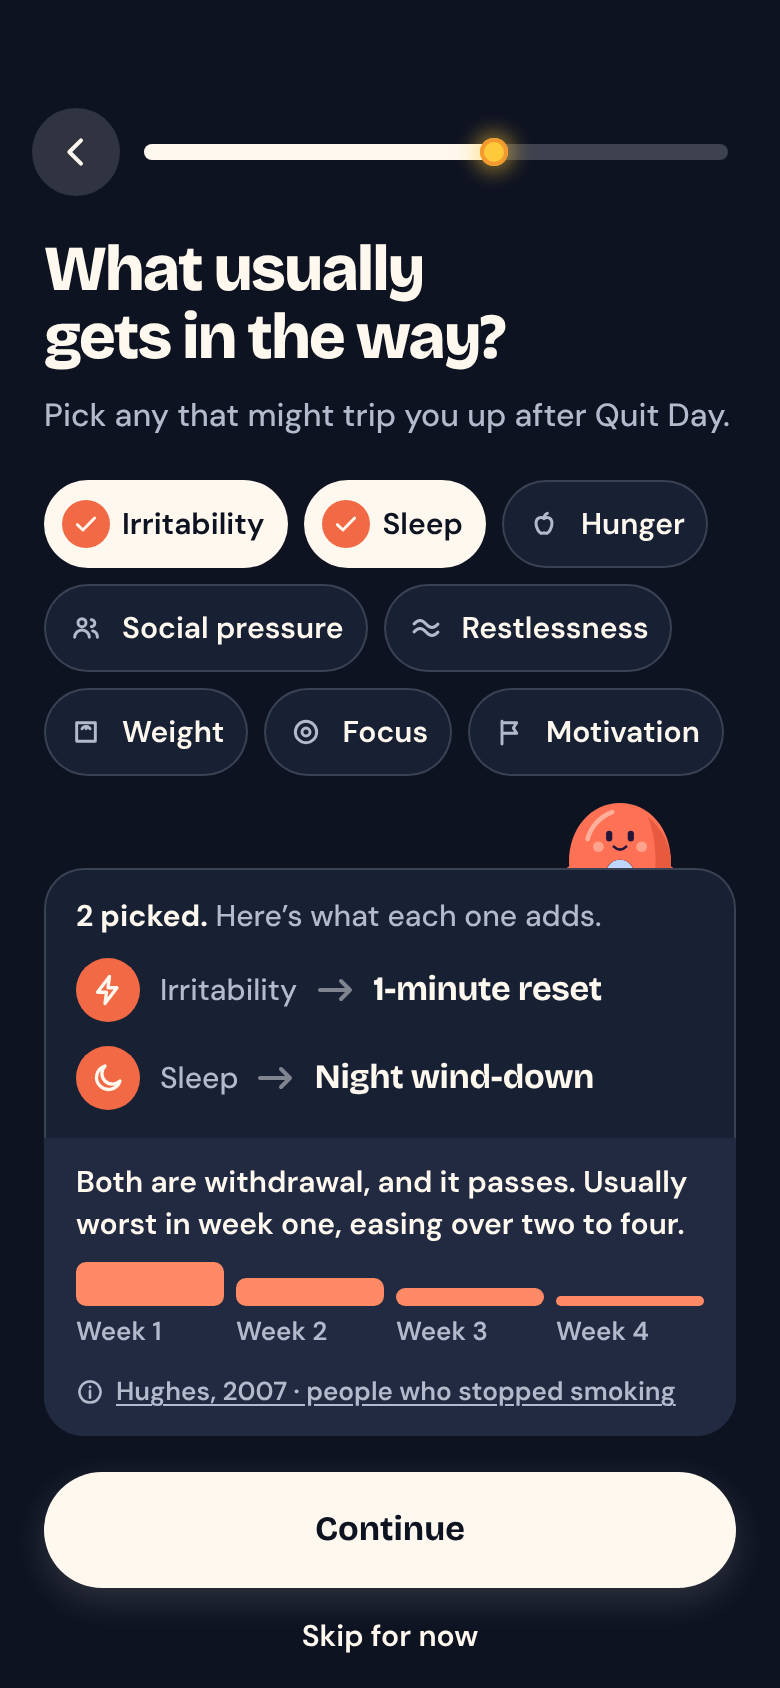 What usually
gets in the way?
Pick any that might trip you up after Quit Day.
Irritability
Sleep
Hunger
Social pressure
Restlessness
Weight
Focus
Motivation
2 picked. Here’s what each one adds.
Irritability → 1-minute reset
Sleep → Night wind-down
Both are withdrawal, and it passes. Usually
worst in week one, easing over two to four.
Week 1
Week 2
Week 3
Week 4
Hughes, 2007 · people who stopped smoking
Continue
Skip for now